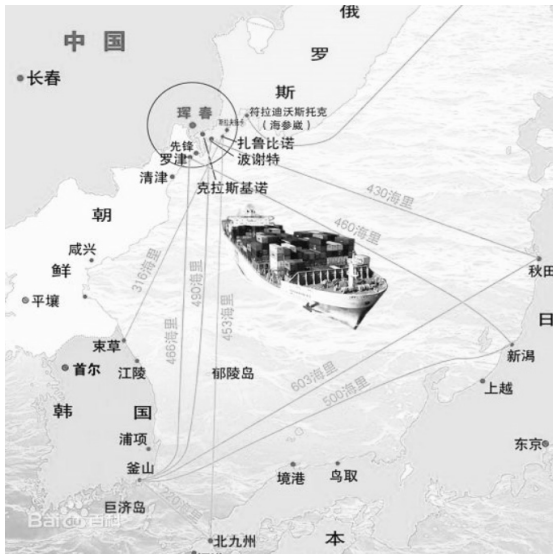 俄
罗
斯
中国
长春
珲春
符拉迪沃斯托克
（海参崴）
扎鲁比诺
波谢特
先锋
罗津
清津
克拉斯基诺
430海里
460海里
朝
鲜
咸兴
平壤
316海里
466海里
490海里
453海里
秋田
日
束草
首尔
江陵
郁陵岛
603海里
500海里
新潟
上越
韩
国
浦项
釜山
巨济岛
境港
鸟取
东京
北九州
本
Baidu百科